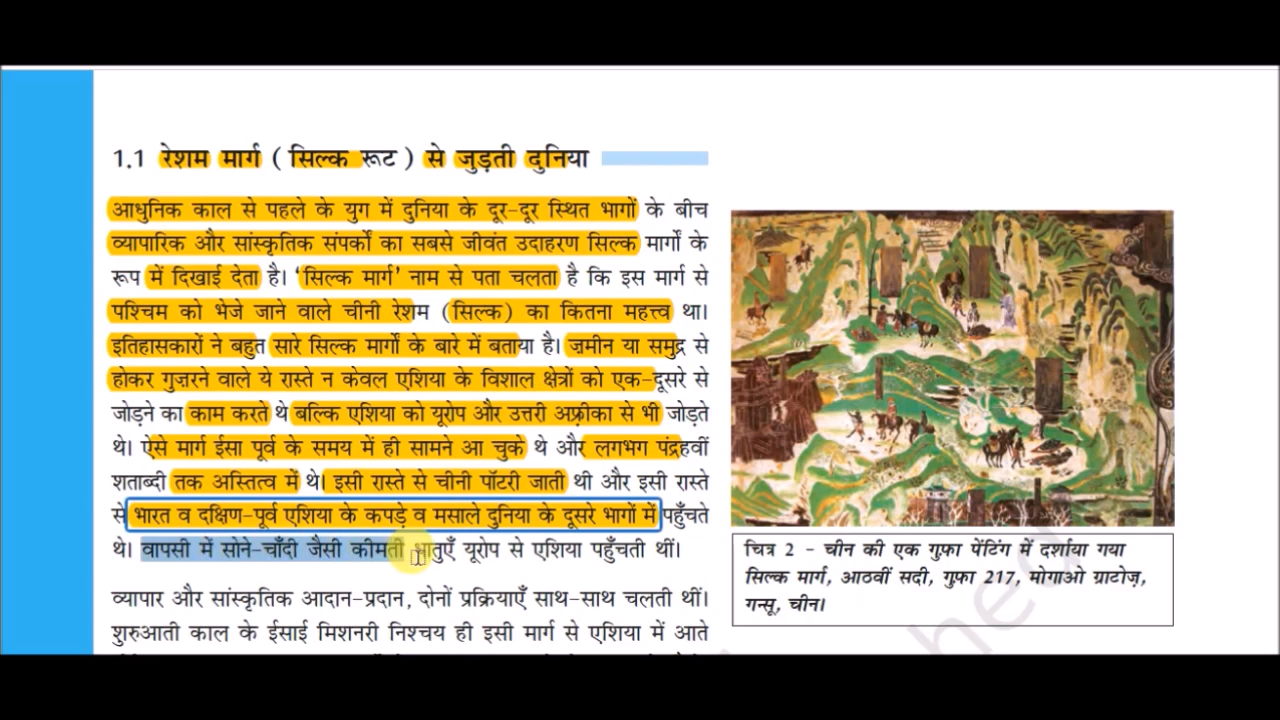 1.1 रेशम मार्ग (सिल्क रूट) से जुड़ती दुनिया
आधुनिक काल से पहले के युग में दुनिया के दूर-दूर स्थित भागों के बीच
व्यापारिक और सांस्कृतिक संपर्कों का सबसे जीवंत उदाहरण सिल्क मार्गों के
रूप में दिखाई देता है। ‘सिल्क मार्ग’ नाम से पता चलता है कि इस मार्ग से
पश्चिम को भेजे जाने वाले चीनी रेशम (सिल्क) का कितना महत्त्व था।
इतिहासकारों ने बहुत सारे सिल्क मार्गों के बारे में बताया है। ज़मीन या समुद्र से
होकर गुज़रने वाले ये रास्ते न केवल एशिया के विशाल क्षेत्रों को एक-दूसरे से
जोड़ने का काम करते थे बल्कि एशिया को यूरोप और उत्तरी अफ़्रीका से भी जोड़ते
थे। ऐसे मार्ग ईसा पूर्व के समय में ही सामने आ चुके थे और लगभग पंद्रहवीं
शताब्दी तक अस्तित्व में थे। इसी रास्ते से चीनी पॉटरी जाती थी और इसी रास्ते
से भारत व दक्षिण-पूर्व एशिया के कपड़े व मसाले दुनिया के दूसरे भागों में पहुँचते
थे। वापसी में सोने-चाँदी जैसी कीमती धातुएँ यूरोप से एशिया पहुँचती थीं।
व्यापार और सांस्कृतिक आदान-प्रदान, दोनों प्रक्रियाएँ साथ-साथ चलती थीं।
शुरुआती काल के ईसाई मिशनरी निश्चय ही इसी मार्ग से एशिया में आते
चित्र 2 - चीन की एक गुफ़ा पेंटिंग में दर्शाया गया
सिल्क मार्ग, आठवीं सदी, गुफ़ा 217, मोगाओ ग्राटोज़,
गन्सू, चीन।